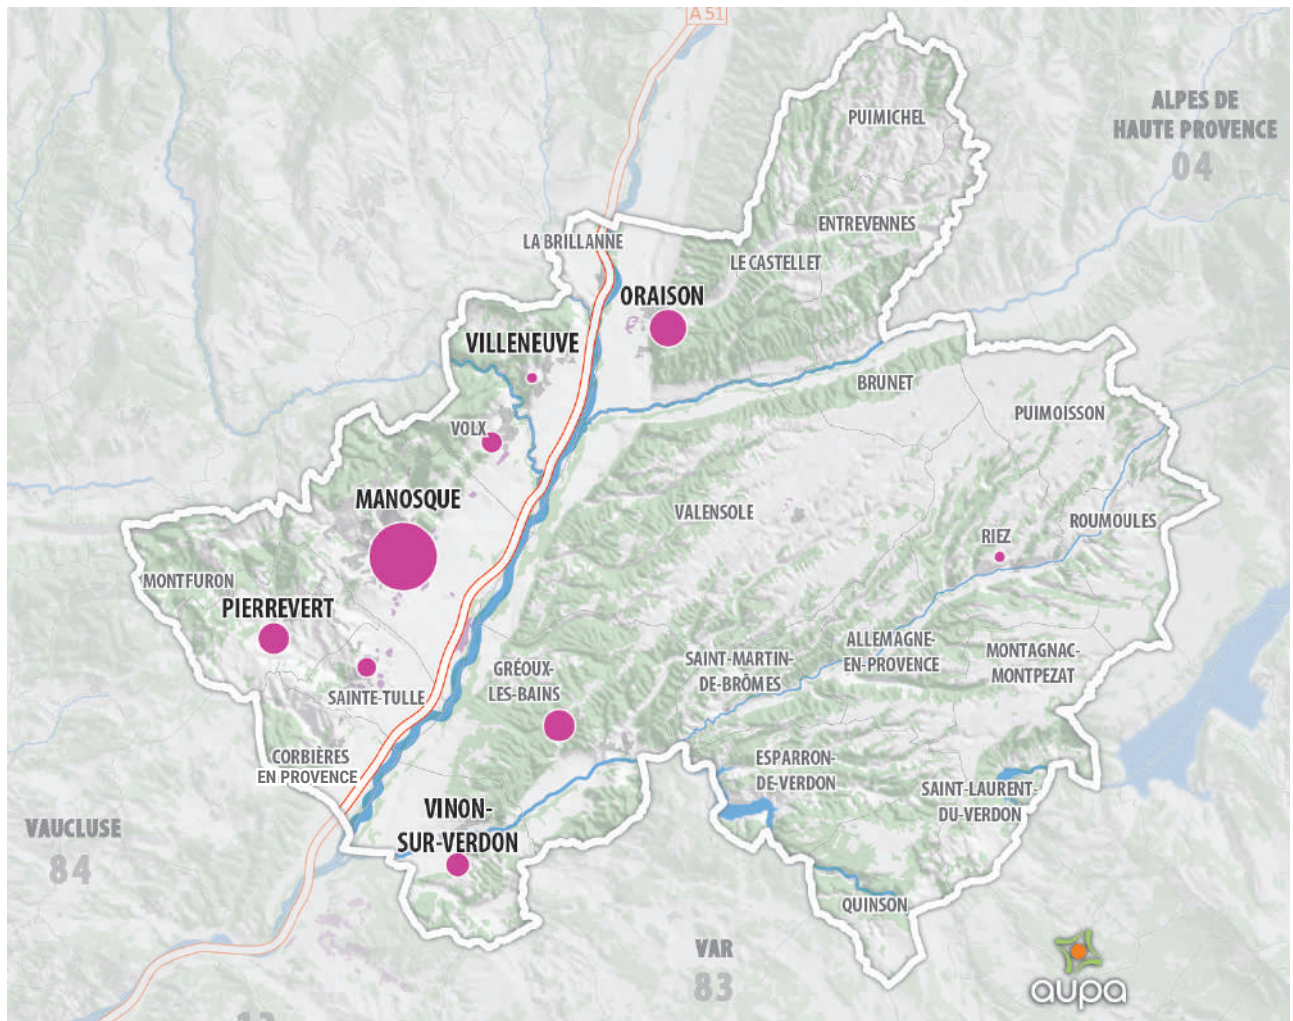 A 51
ALPES DE
HAUTE PROVENCE
04
PUIMICHEL
ENTREVENNES
LA BRILLANNE
LE CASTELLET
ORAISON
VILLENEUVE
BRUNET
PUIMOISSON
VOLX
MANOSQUE
VALENSOLE
ROUMOULES
RIEZ
MONTFURON
PIERREVERT
ALLEMAGNE-
EN-PROVENCE
MONTAGNAC-
MONTPEZAT
SAINT-MARTIN-
DE-BRÔMES
GRÉOUX-
LES-BAINS
SAINTE-TULLE
CORBIÈRES
EN PROVENCE
ESPARRON-
DE-VERDON
SAINT-LAURENT-
DU-VERDON
VINON-
SUR-VERDON
VAUCLUSE
84
QUINSON
VAR
83
aupa